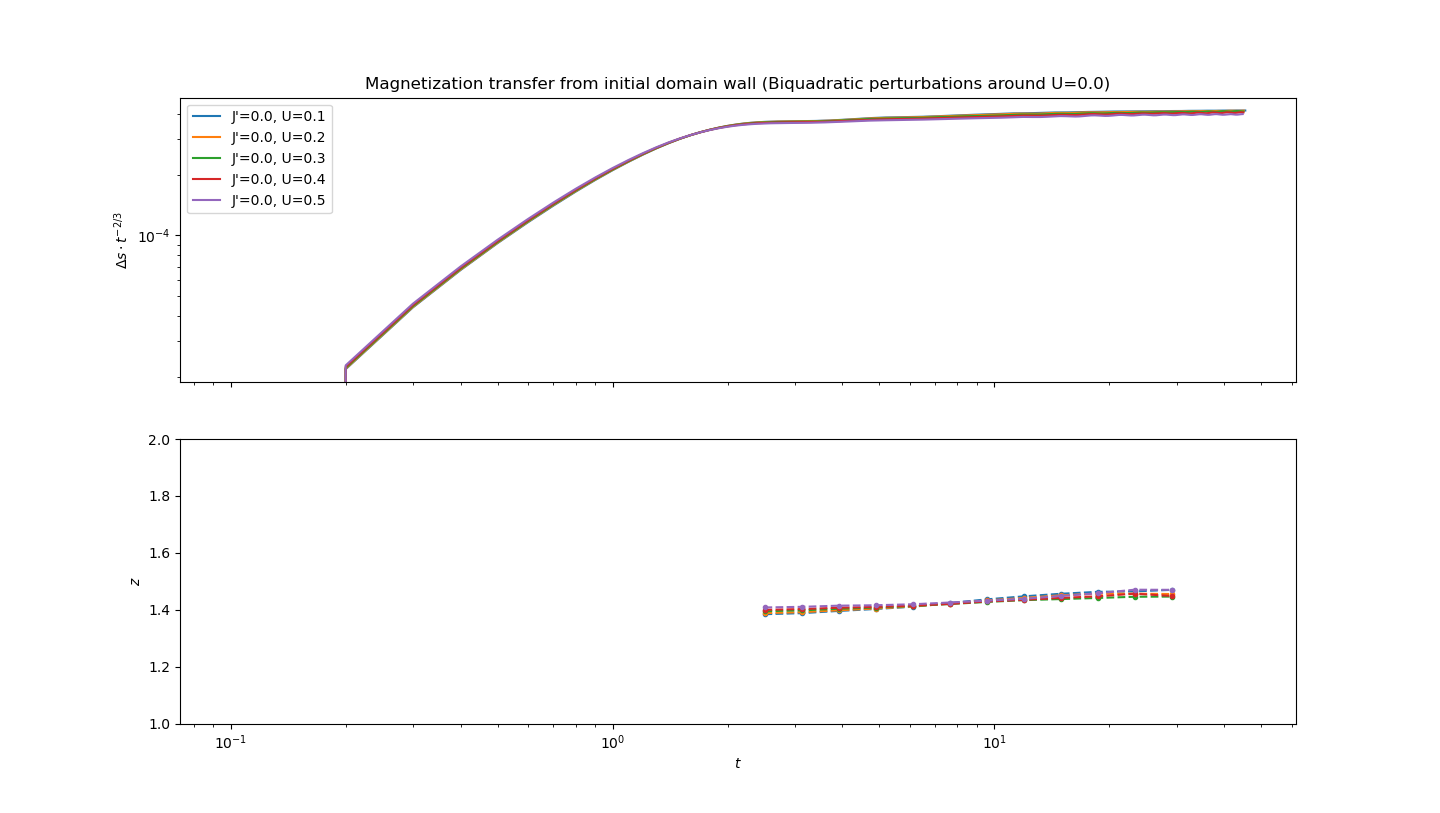 Magnetization transfer from initial domain wall (Biquadratic perturbations around U=0.0)
J'=0.0, U=0.1
J'=0.0, U=0.2
J'=0.0, U=0.3
J'=0.0, U=0.4
J'=0.0, U=0.5
10⁻⁴
Δs · t⁻²/³
2.0
1.8
1.6
1.4
1.2
1.0
z
10⁻¹ 10⁰ 10¹
t